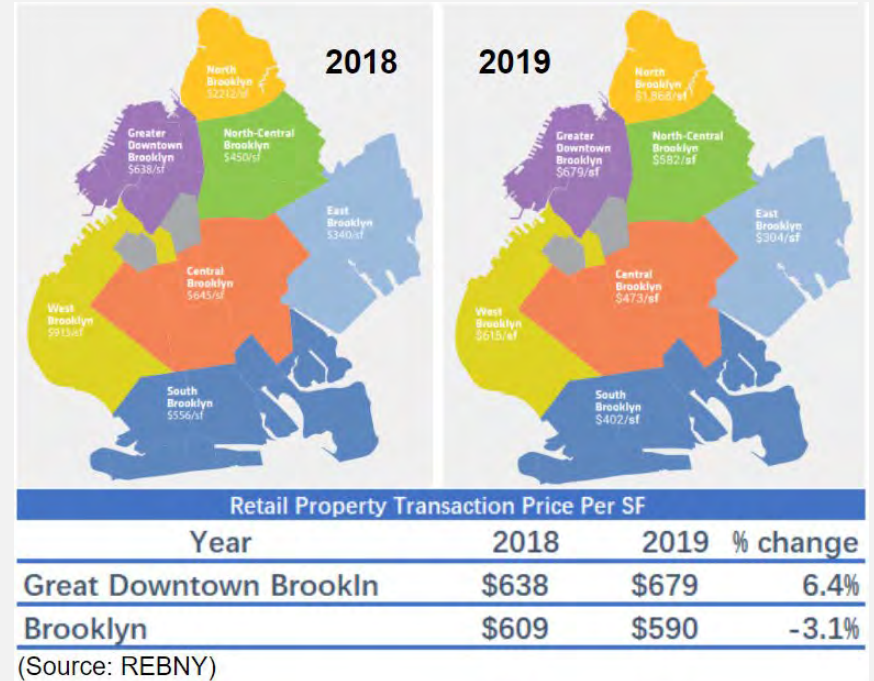 2018
North
Brooklyn
$2212/sf
Greater
Downtown
Brooklyn
$638/sf
North-Central
Brooklyn
$450/sf
East
Brooklyn
$340/sf
Central
Brooklyn
$645/sf
West
Brooklyn
$913/sf
South
Brooklyn
$556/sf
2019
North
Brooklyn
$1,866/sf
Greater
Downtown
Brooklyn
$679/sf
North-Central
Brooklyn
$582/sf
East
Brooklyn
$304/sf
Central
Brooklyn
$473/sf
West
Brooklyn
$615/sf
South
Brooklyn
$402/sf
Retail Property Transaction Price Per SF
Year 2018 2019 % change
Great Downtown Brookln $638 $679 6.4%
Brooklyn $609 $590 -3.1%
(Source: REBNY)